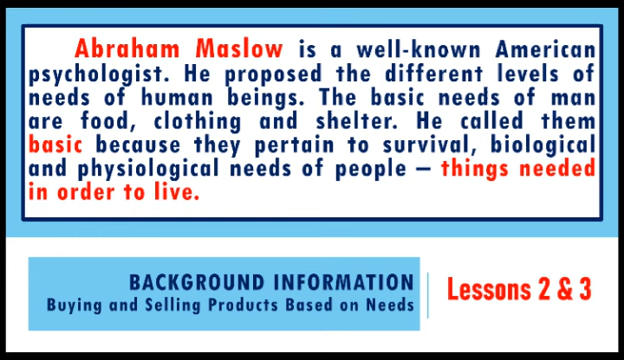 Abraham Maslow is a well-known American
psychologist. He proposed the different levels of
needs of human beings. The basic needs of man
are food, clothing and shelter. He called them
basic because they pertain to survival, biological
and physiological needs of people – things needed
in order to live.
BACKGROUND INFORMATION
Buying and Selling Products Based on Needs
Lessons 2 & 3